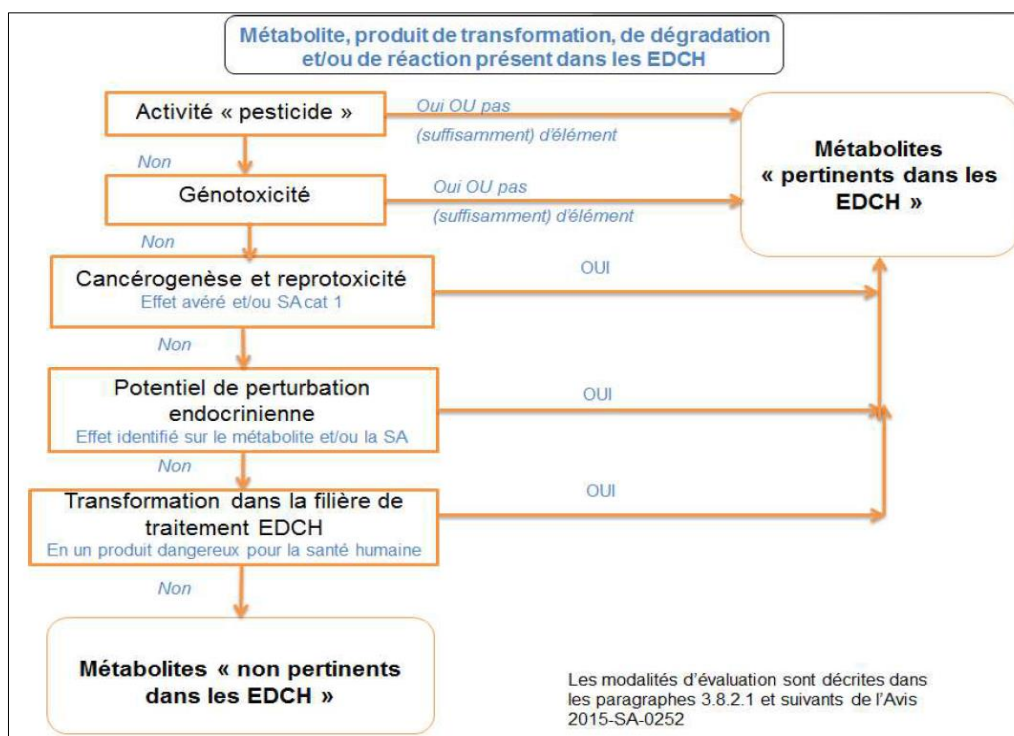 Métabolite, produit de transformation, de dégradation
et/ou de réaction présent dans les EDCH
Activité « pesticide »
Oui OU pas
(suffisamment) d'élément
Métabolites
« pertinents dans les
EDCH »
Non
Génotoxicité
Oui OU pas
(suffisamment) d'élément
Non
Cancérogenèse et reprotoxicité
Effet avéré et/ou SA cat 1
OUI
Non
Potentiel de perturbation
endocrinienne
Effet identifié sur le métabolite et/ou la SA
OUI
Non
Transformation dans la filière de
traitement EDCH
En un produit dangereux pour la santé humaine
OUI
Non
Métabolites « non pertinents
dans les EDCH »
Les modalités d'évaluation sont décrites dans
les paragraphes 3.8.2.1 et suivants de l'Avis
2015-SA-0252